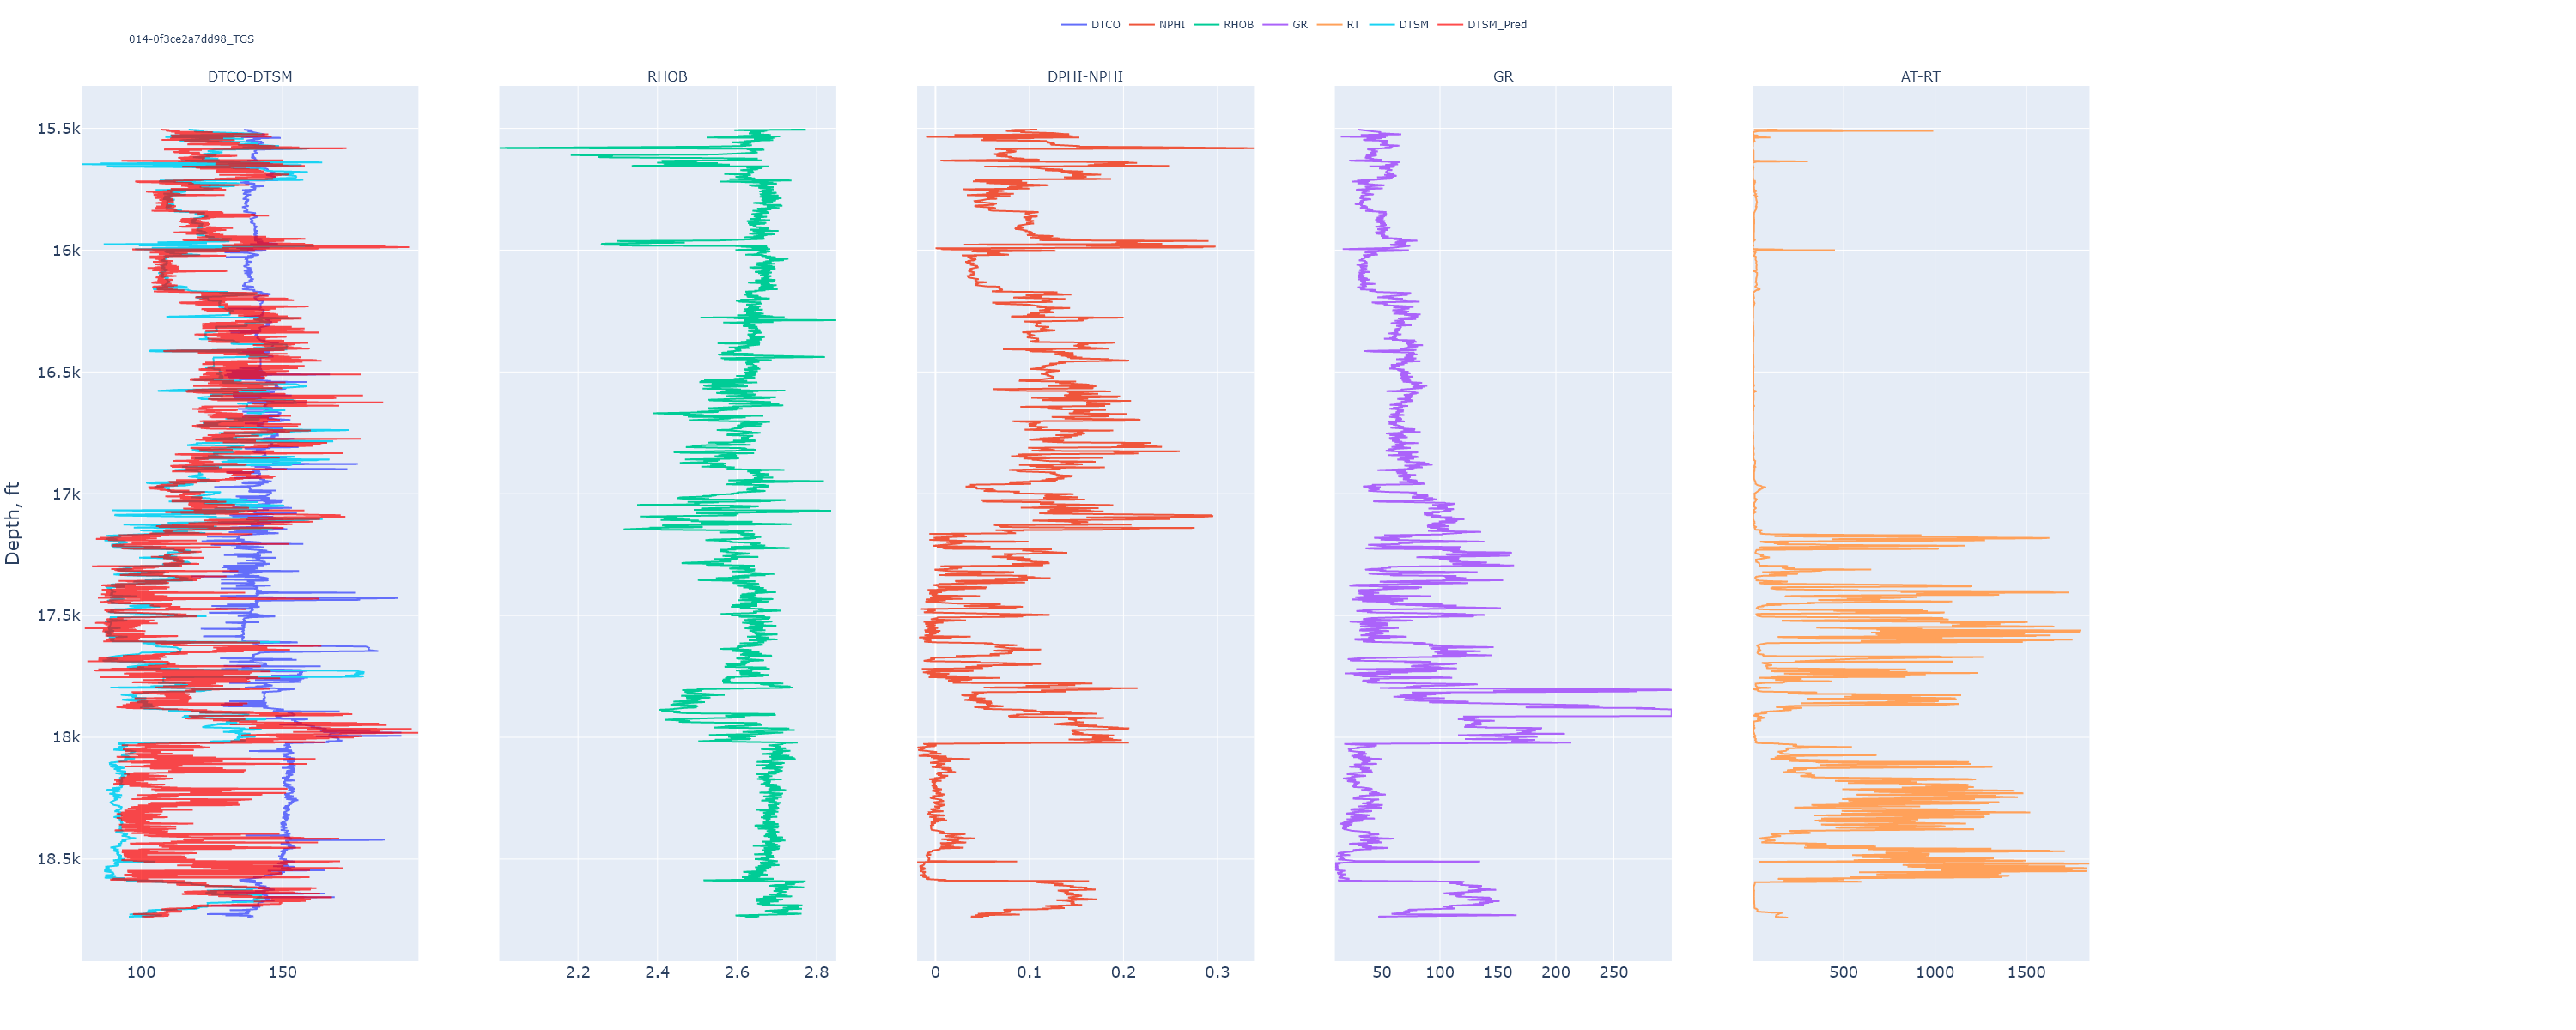 DTCO NPHI RHOB GR RT DTSM DTSM_Pred
014-0f3ce2a7dd98_TGS
DTCO-DTSM RHOB DPHI-NPHI GR AT-RT
15.5k
16k
16.5k
17k
Depth, ft
17.5k
18k
18.5k
100 150 2.2 2.4 2.6 2.8 0 0.1 0.2 0.3 50 100 150 200 250 500 1000 1500